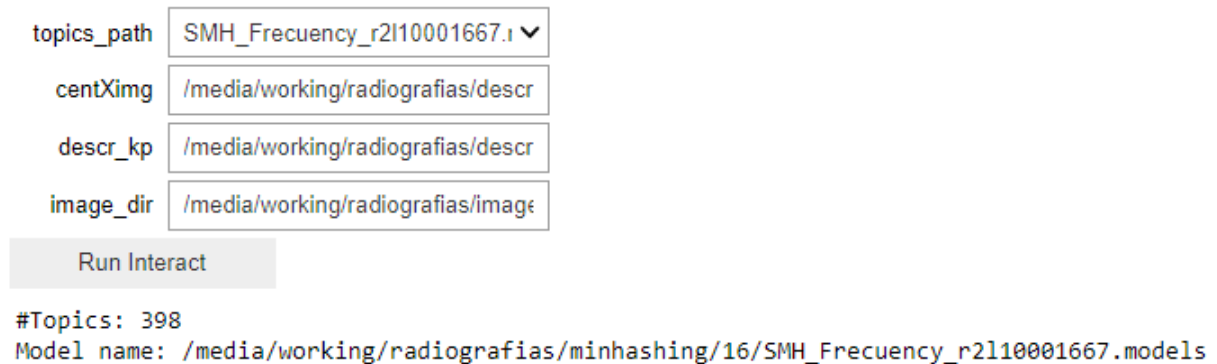 topics_path SMH_Frecuency_r2l10001667.r
centXimg /media/working/radiografias/descr
descr_kp /media/working/radiografias/descr
image_dir /media/working/radiografias/image
Run Interact
#Topics: 398
Model name: /media/working/radiografias/minhashing/16/SMH_Frecuency_r2l10001667.models